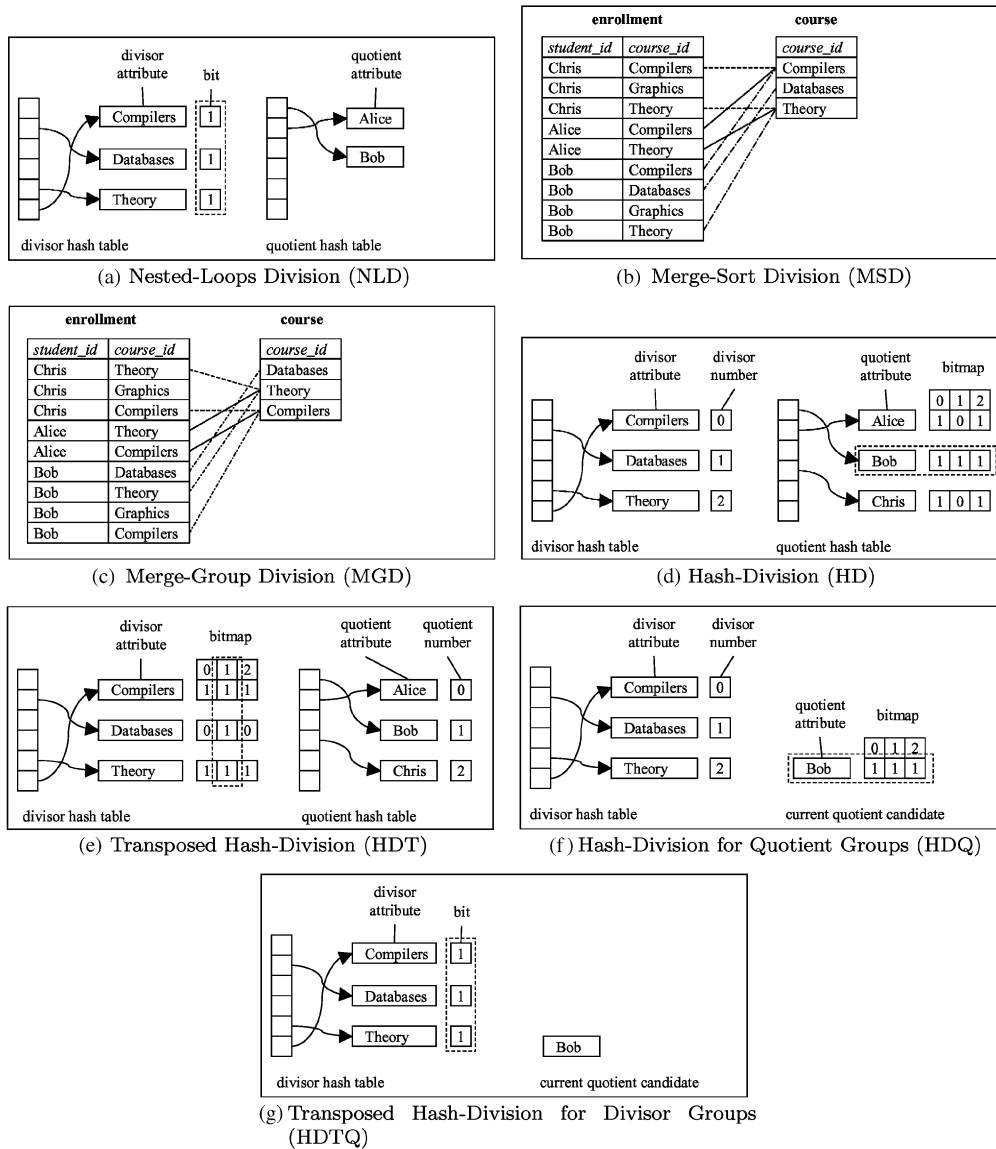 divisor attribute
bit
quotient attribute
Compilers 1
Databases 1
Theory 1
Alice
Bob
divisor hash table
quotient hash table
(a) Nested-Loops Division (NLD)
enrollment
course
student_id course_id
course_id
Chris Compilers
Chris Graphics
Chris Theory
Alice Compilers
Alice Theory
Bob Compilers
Bob Databases
Bob Graphics
Bob Theory
Compilers
Databases
Theory
(b) Merge-Sort Division (MSD)
enrollment
course
student_id course_id
course_id
Chris Theory
Chris Graphics
Chris Compilers
Alice Theory
Alice Compilers
Bob Databases
Bob Theory
Bob Graphics
Bob Compilers
Databases
Theory
Compilers
(c) Merge-Group Division (MGD)
divisor attribute
divisor number
quotient attribute
bitmap
Compilers 0
Databases 1
Theory 2
0 1 2
Alice 1 0 1
Bob 1 1 1
Chris 1 0 1
divisor hash table
quotient hash table
(d) Hash-Division (HD)
divisor attribute
bitmap
quotient attribute
quotient number
0 1 2
Compilers 1 1 1
Databases 0 1 0
Theory 1 1 1
Alice 0
Bob 1
Chris 2
divisor hash table
quotient hash table
(e) Transposed Hash-Division (HDT)
divisor attribute
divisor number
Compilers 0
Databases 1
Theory 2
quotient attribute
bitmap
0 1 2
Bob 1 1 1
divisor hash table
current quotient candidate
(f) Hash-Division for Quotient Groups (HDQ)
divisor attribute
bit
Compilers 1
Databases 1
Theory 1
Bob
divisor hash table
current quotient candidate
(g) Transposed Hash-Division for Divisor Groups
(HDTQ)